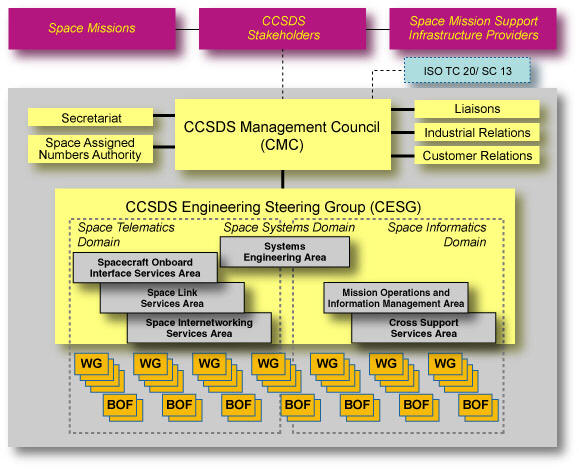 Space Missions
CCSDS
Stakeholders
Space Mission Support
Infrastructure Providers
ISO TC 20/ SC 13
Secretariat
Space Assigned
Numbers Authority
CCSDS Management Council
(CMC)
Liaisons
Industrial Relations
Customer Relations
CCSDS Engineering Steering Group (CESG)
Space Telematics
Domain
Space Systems Domain
Space Informatics
Domain
Systems
Engineering Area
Spacecraft Onboard
Interface Services Area
Space Link
Services Area
Space Internetworking
Services Area
Mission Operations and
Information Management Area
Cross Support
Services Area
WG WG WG WG WG WG WG
BOF BOF BOF BOF BOF BOF BOF